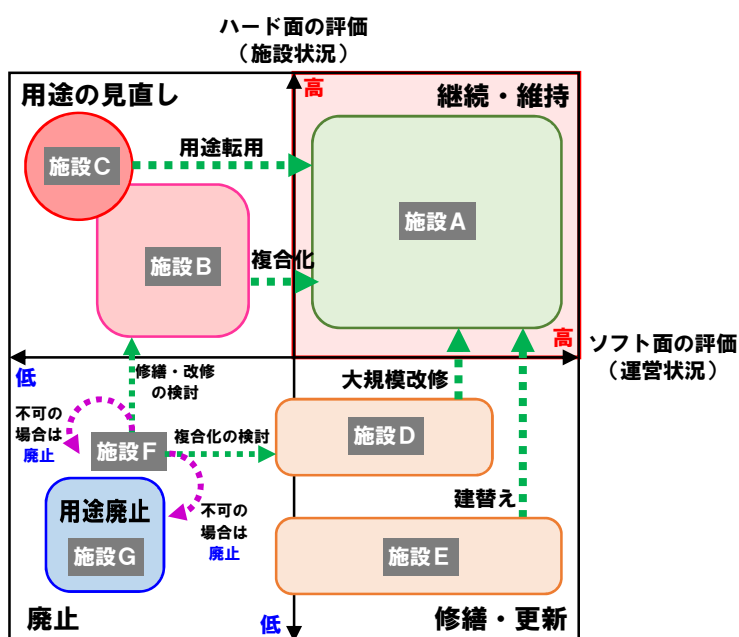 ハード面の評価
（施設状況）
用途の見直し
高
継続・維持
施設C
用途転用
施設A
施設B
複合化
高
ソフト面の評価
（運営状況）
低
修繕・改修
の検討
大規模改修
不可の
場合は
廃止
施設F
複合化の検討
施設D
用途廃止
施設G
不可の
場合は
廃止
建替え
施設E
廃止
低
修繕・更新